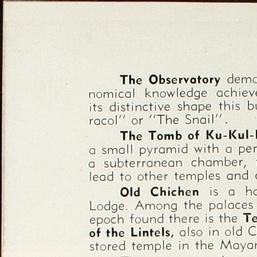 The Observatory demo
nomical knowledge achieve
its distinctive shape this bu
racol" or "The Snail".
The Tomb of Ku-Kul-
a small pyramid with a per
a subterranean chamber,
lead to other temples and
Old Chichen is a ha
Lodge. Among the palaces
epoch found there is the Te
of the Lintels, also in old C
stored temple in the Mayan